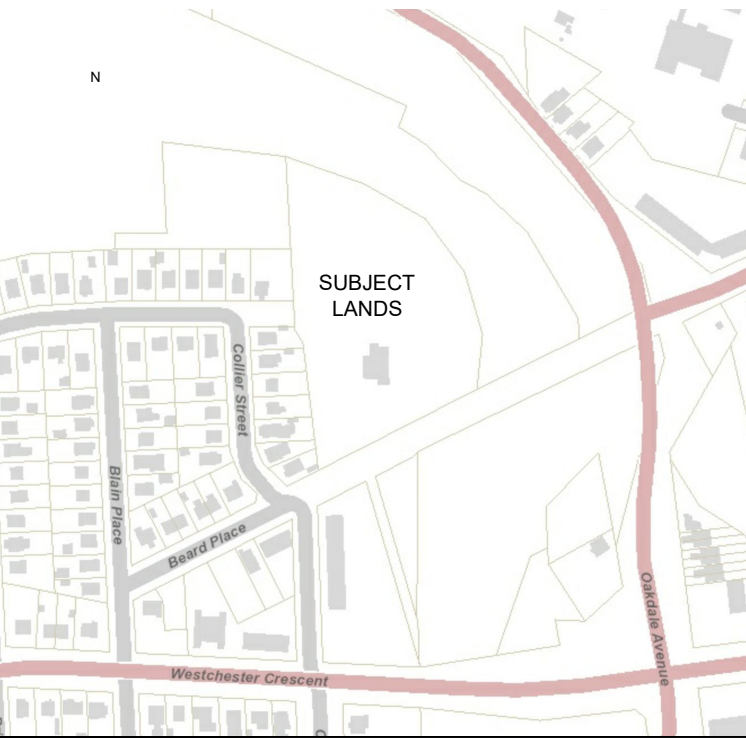 N
SUBJECT
LANDS
Collier Street
Blain Place
Beard Place
Oakdale Avenue
Westchester Crescent